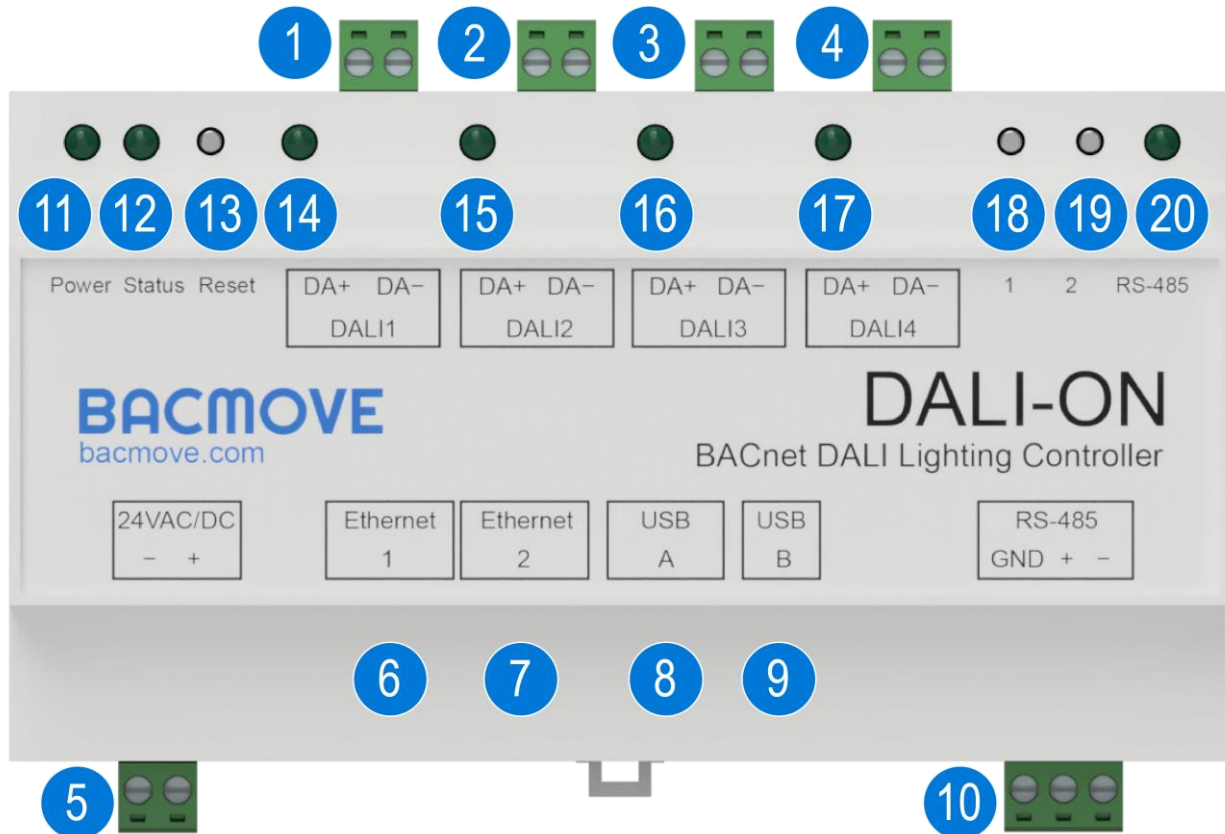 1 2 3 4
11 12 13 14 15 16 17 18 19 20
Power Status Reset DA+ DA− DA+ DA− DA+ DA− DA+ DA− 1 2 RS-485
DALI1 DALI2 DALI3 DALI4
BACMOVE
bacmove.com
DALI-ON
BACnet DALI Lighting Controller
24VAC/DC Ethernet Ethernet USB USB RS-485
− + 1 2 A B GND + −
6 7 8 9
5 10